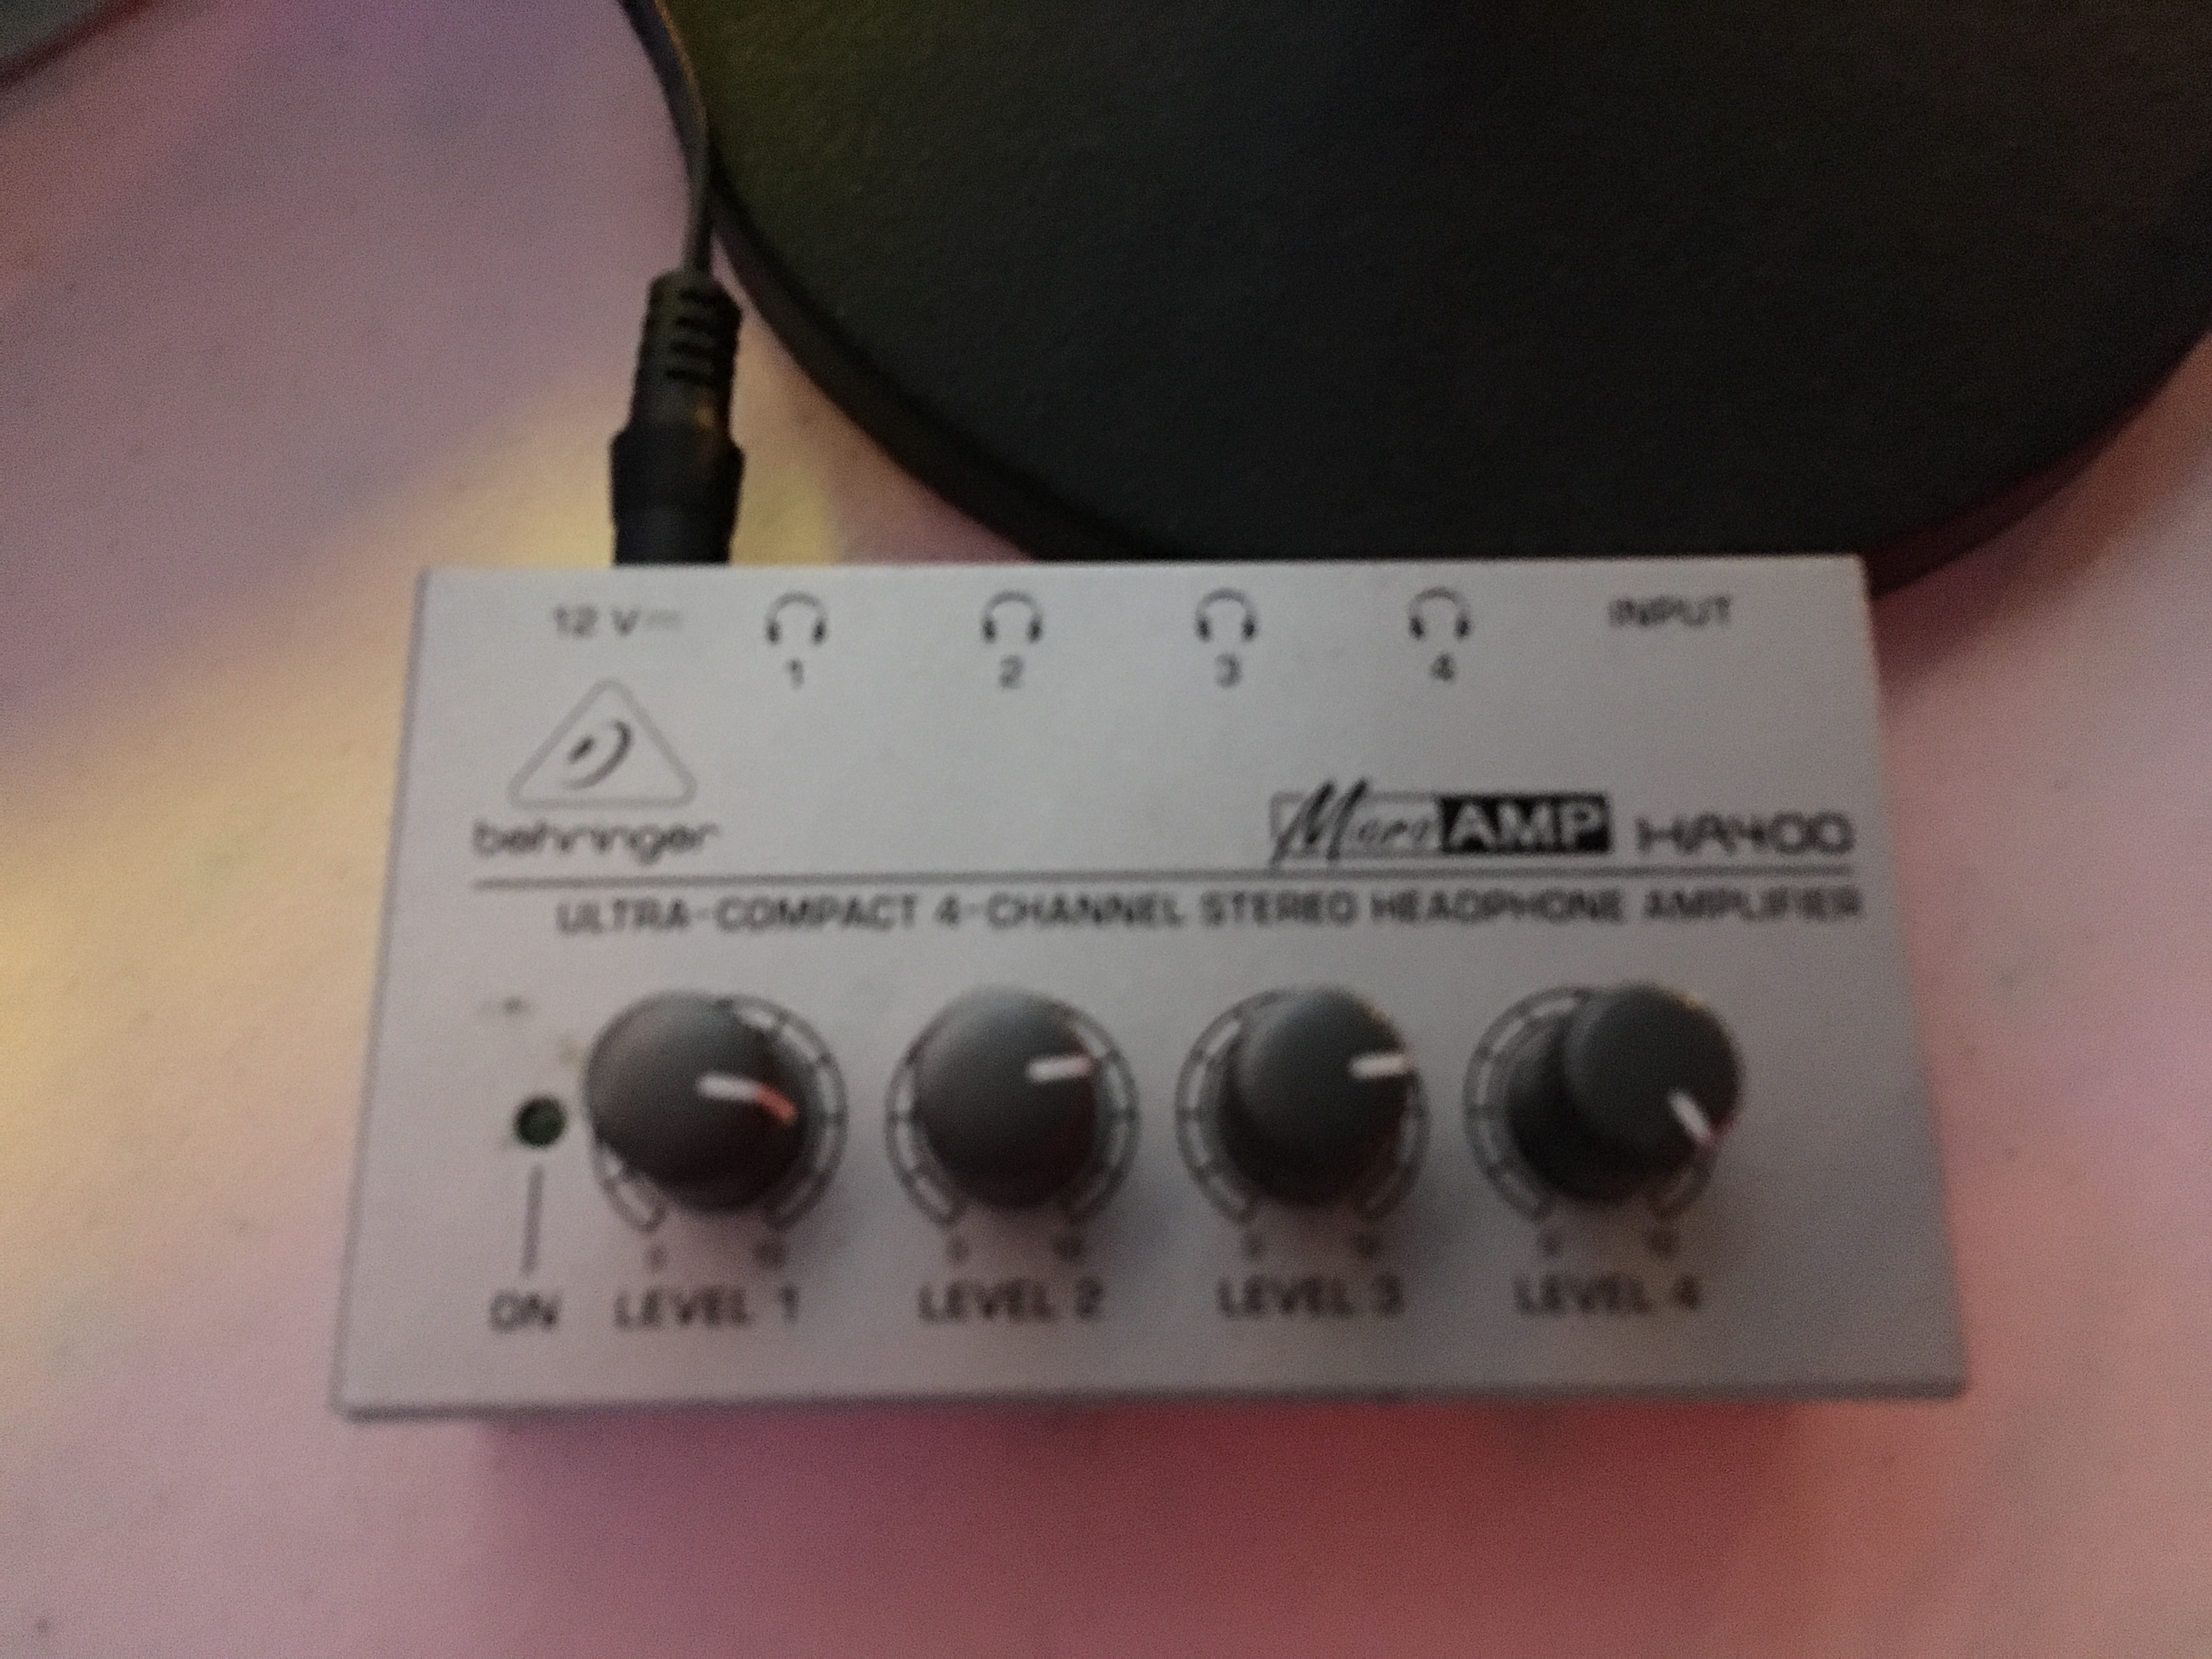 12 V
1 2 3 4 INPUT
behringer
MicroAMP HA400
ULTRA-COMPACT 4-CHANNEL STEREO HEADPHONE AMPLIFIER
ON LEVEL 1 LEVEL 2 LEVEL 3 LEVEL 4